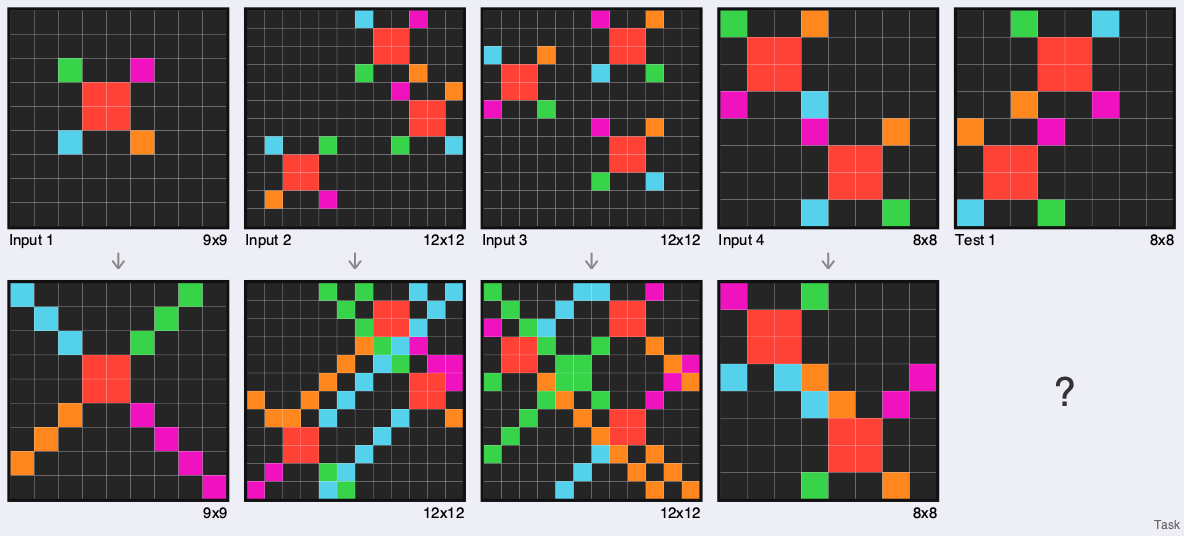 Input 1 9x9
Input 2 12x12
Input 3 12x12
Input 4 8x8
Test 1 8x8
?
9x9
12x12
12x12
8x8
Task